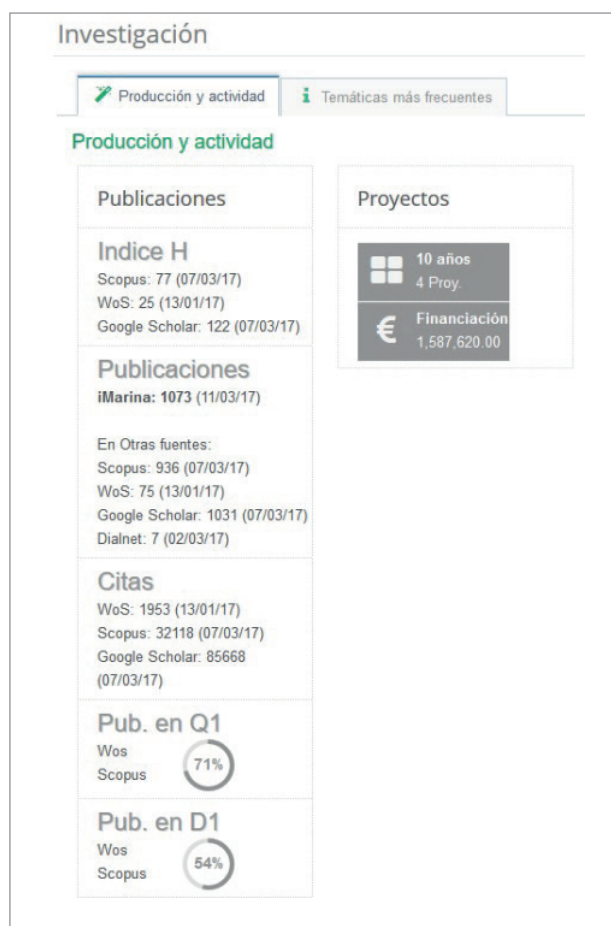 Investigación
Producción y actividad
Temáticas más frecuentes
Producción y actividad
Publicaciones
Indice H
Scopus: 77 (07/03/17)
WoS: 25 (13/01/17)
Google Scholar: 122 (07/03/17)
Publicaciones
iMarina: 1073 (11/03/17)
En Otras fuentes:
Scopus: 936 (07/03/17)
WoS: 75 (13/01/17)
Google Scholar: 1031 (07/03/17)
Dialnet: 7 (02/03/17)
Citas
WoS: 1953 (13/01/17)
Scopus: 32118 (07/03/17)
Google Scholar: 85668
(07/03/17)
Pub. en Q1
Wos
Scopus
71%
Pub. en D1
Wos
Scopus
54%
Proyectos
10 años
4 Proy.
€
Financiación
1,587,620.00